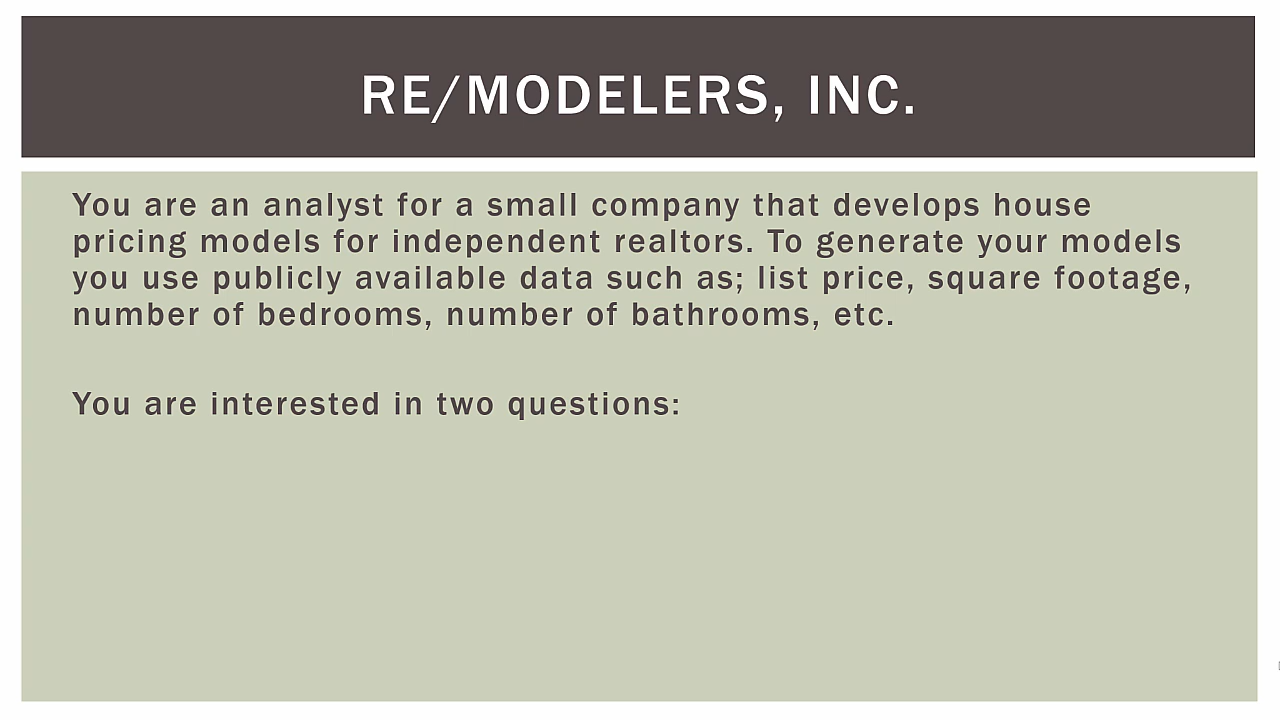 RE/MODELERS, INC.
You are an analyst for a small company that develops house
pricing models for independent realtors. To generate your models
you use publicly available data such as; list price, square footage,
number of bedrooms, number of bathrooms, etc.
You are interested in two questions: